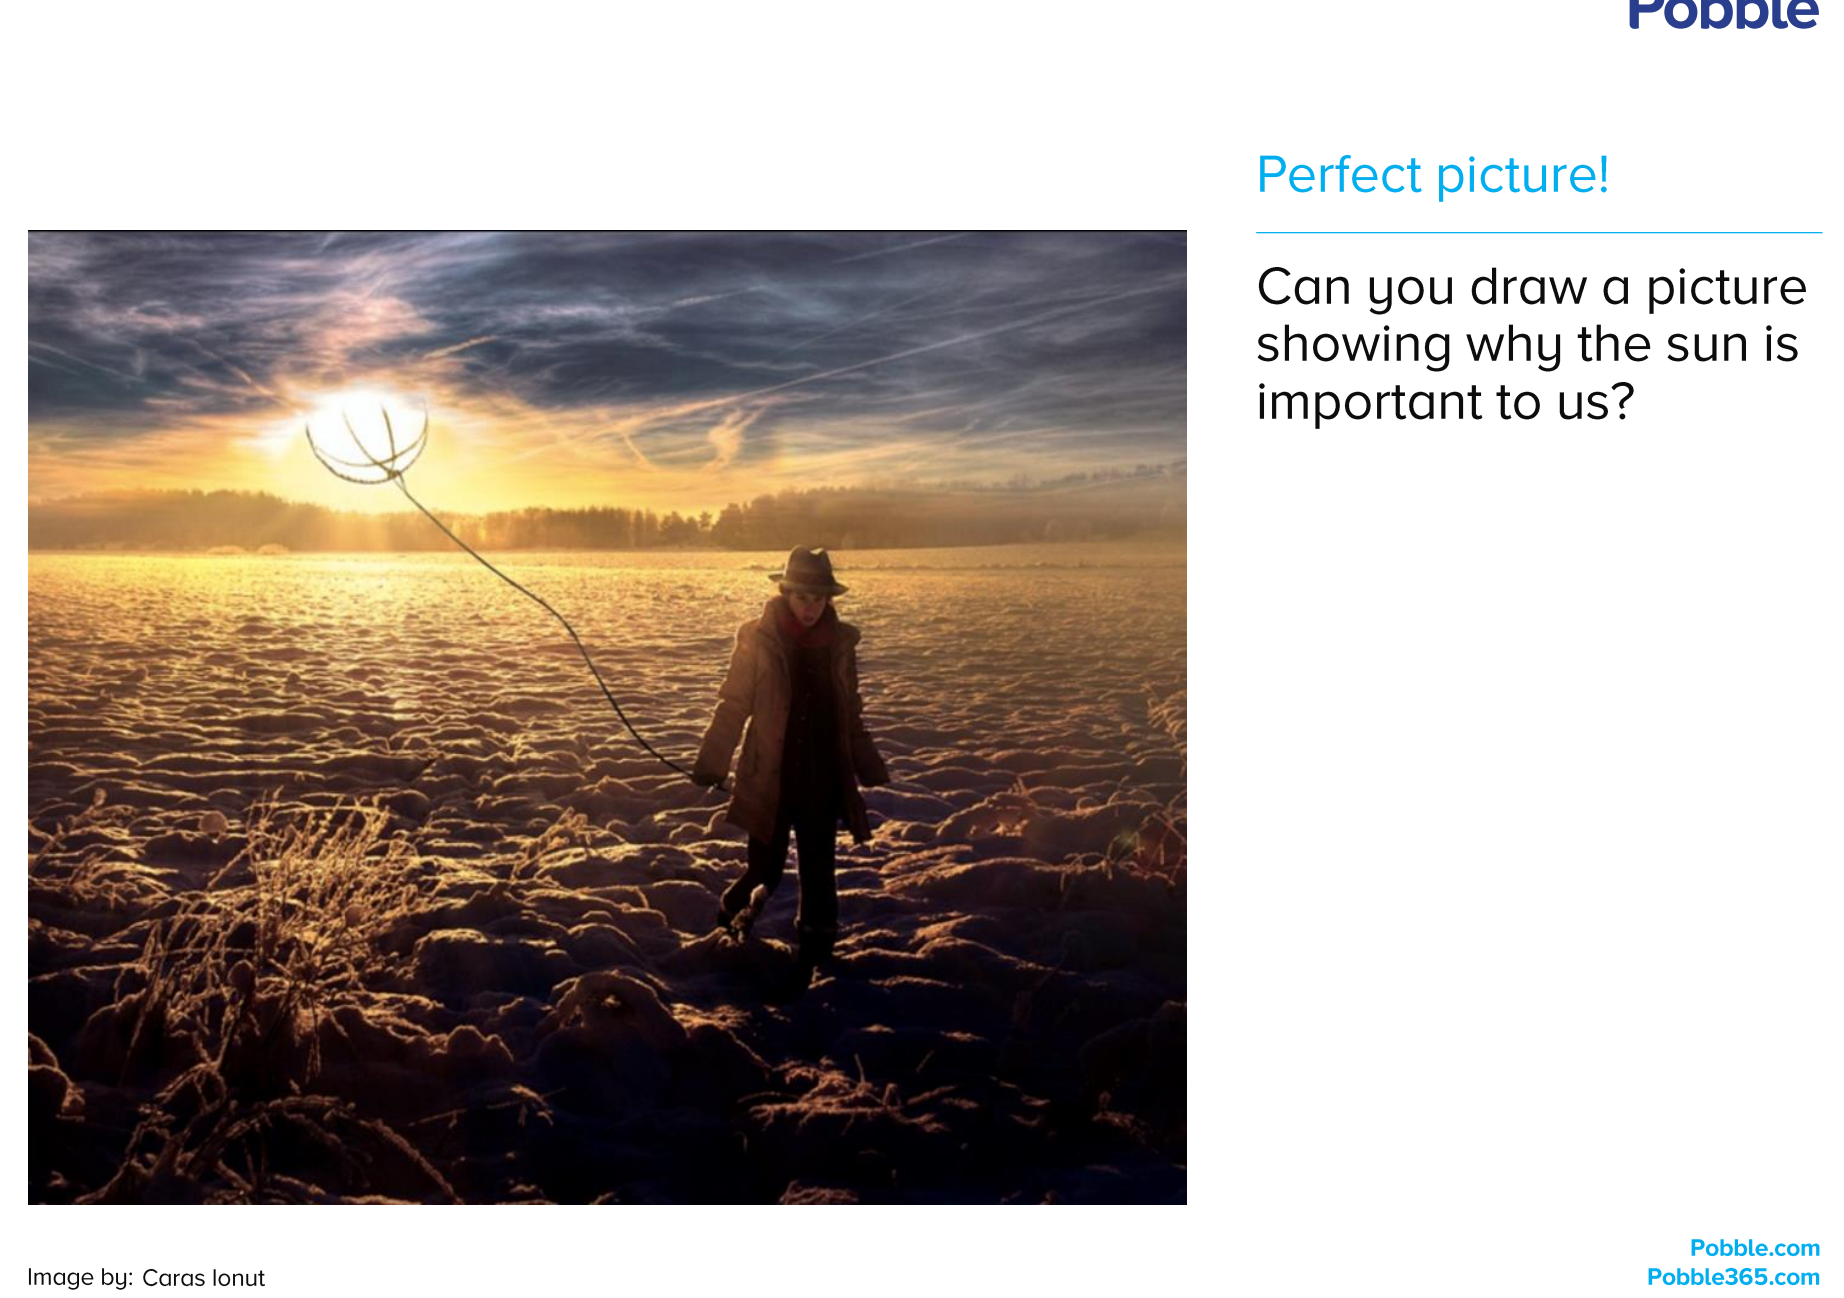 Pobble
Perfect picture!
Can you draw a picture
showing why the sun is
important to us?
Image by: Caras Ionut
Pobble.com
Pobble365.com